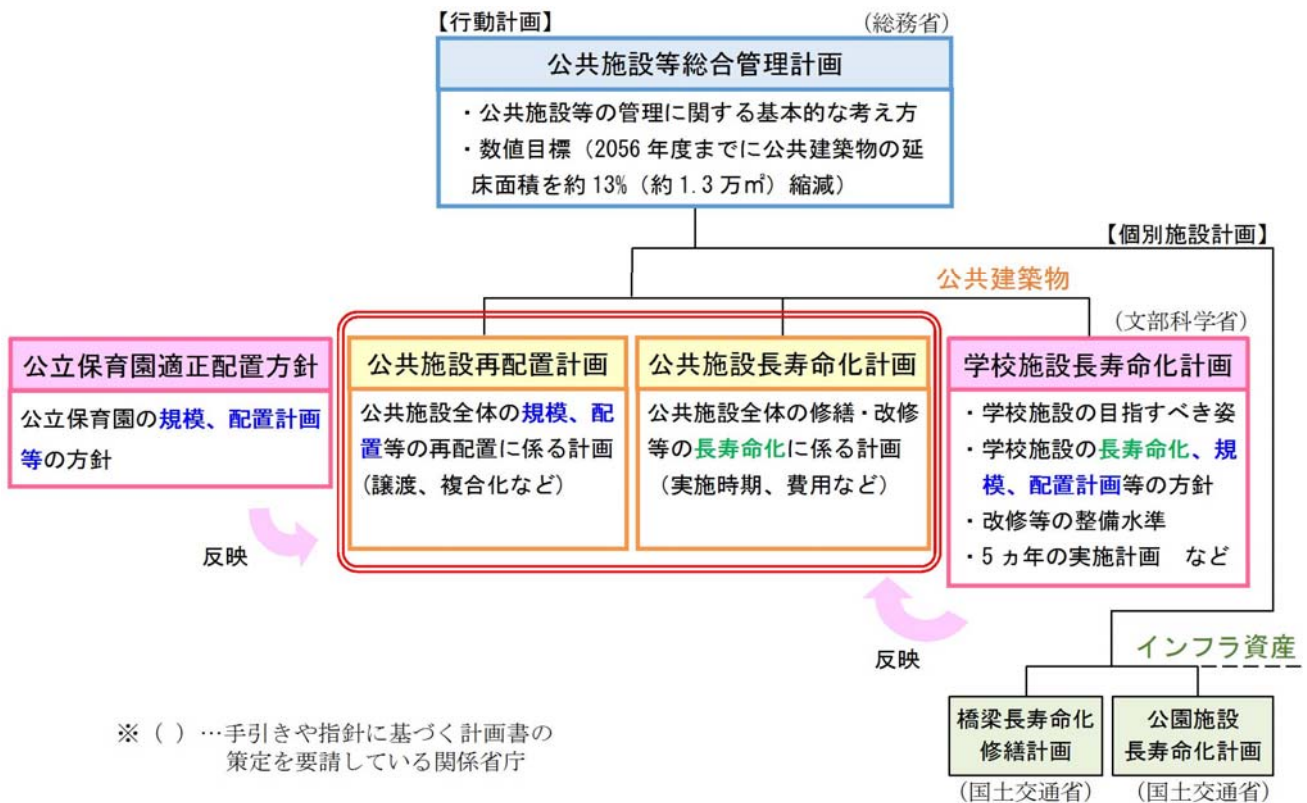 【行動計画】
（総務省）
公共施設等総合管理計画
・公共施設等の管理に関する基本的な考え方
・数値目標（2056年度までに公共建築物の延
床面積を約13%（約1.3万㎡）縮減）
【個別施設計画】
公共建築物
（文部科学省）
公立保育園適正配置方針
公立保育園の規模、配置計画
等の方針
公共施設再配置計画
公共施設全体の規模、配
置等の再配置に係る計画
（譲渡、複合化など）
公共施設長寿命化計画
公共施設全体の修繕・改修
等の長寿命化に係る計画
（実施時期、費用など）
学校施設長寿命化計画
・学校施設の目指すべき姿
・学校施設の長寿命化、規
模、配置計画等の方針
・改修等の整備水準
・5ヵ年の実施計画　など
反映
反映
インフラ資産
橋梁長寿命化
修繕計画
（国土交通省）
公園施設
長寿命化計画
（国土交通省）
※（ ）…手引きや指針に基づく計画書の
策定を要請している関係省庁